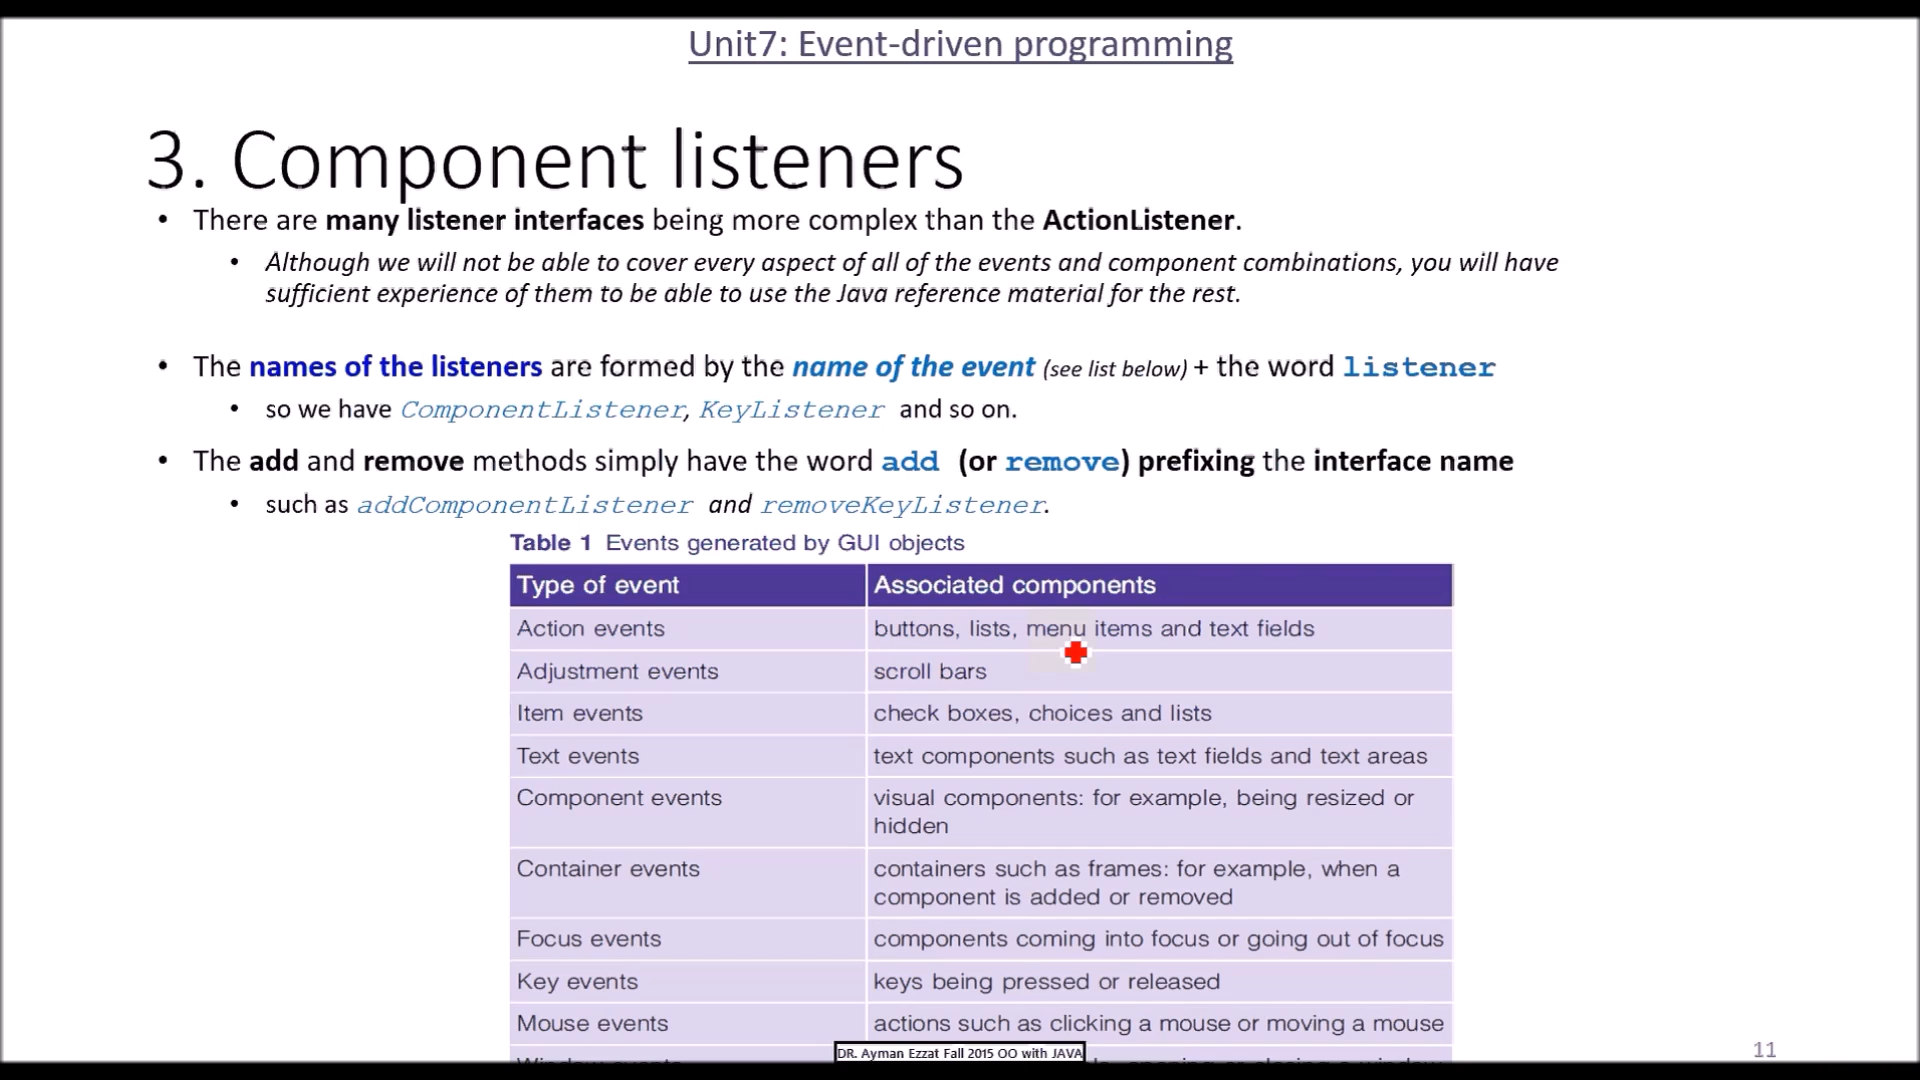 Unit7: Event-driven programming
3. Component listeners
• There are many listener interfaces being more complex than the ActionListener.
• Although we will not be able to cover every aspect of all of the events and component combinations, you will have
sufficient experience of them to be able to use the Java reference material for the rest.
• The names of the listeners are formed by the name of the event (see list below) + the word listener
• so we have ComponentListener, KeyListener and so on.
• The add and remove methods simply have the word add (or remove) prefixing the interface name
• such as addComponentListener and removeKeyListener.
Table 1 Events generated by GUI objects
Type of event Associated components
Action events buttons, lists, menu items and text fields
Adjustment events scroll bars
Item events check boxes, choices and lists
Text events text components such as text fields and text areas
Component events visual components: for example, being resized or
hidden
Container events containers such as frames: for example, when a
component is added or removed
Focus events components coming into focus or going out of focus
Key events keys being pressed or released
Mouse events actions such as clicking a mouse or moving a mouse
DR. Ayman Ezzat Fall 2015 OO with JAVA
11